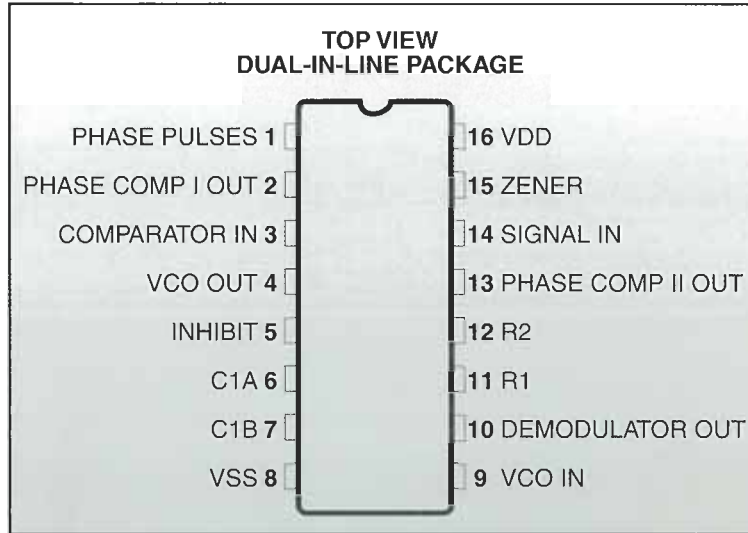 TOP VIEW
DUAL-IN-LINE PACKAGE
PHASE PULSES 1
16 VDD
PHASE COMP I OUT 2
15 ZENER
COMPARATOR IN 3
14 SIGNAL IN
VCO OUT 4
13 PHASE COMP II OUT
INHIBIT 5
12 R2
C1A 6
11 R1
C1B 7
10 DEMODULATOR OUT
VSS 8
9 VCO IN